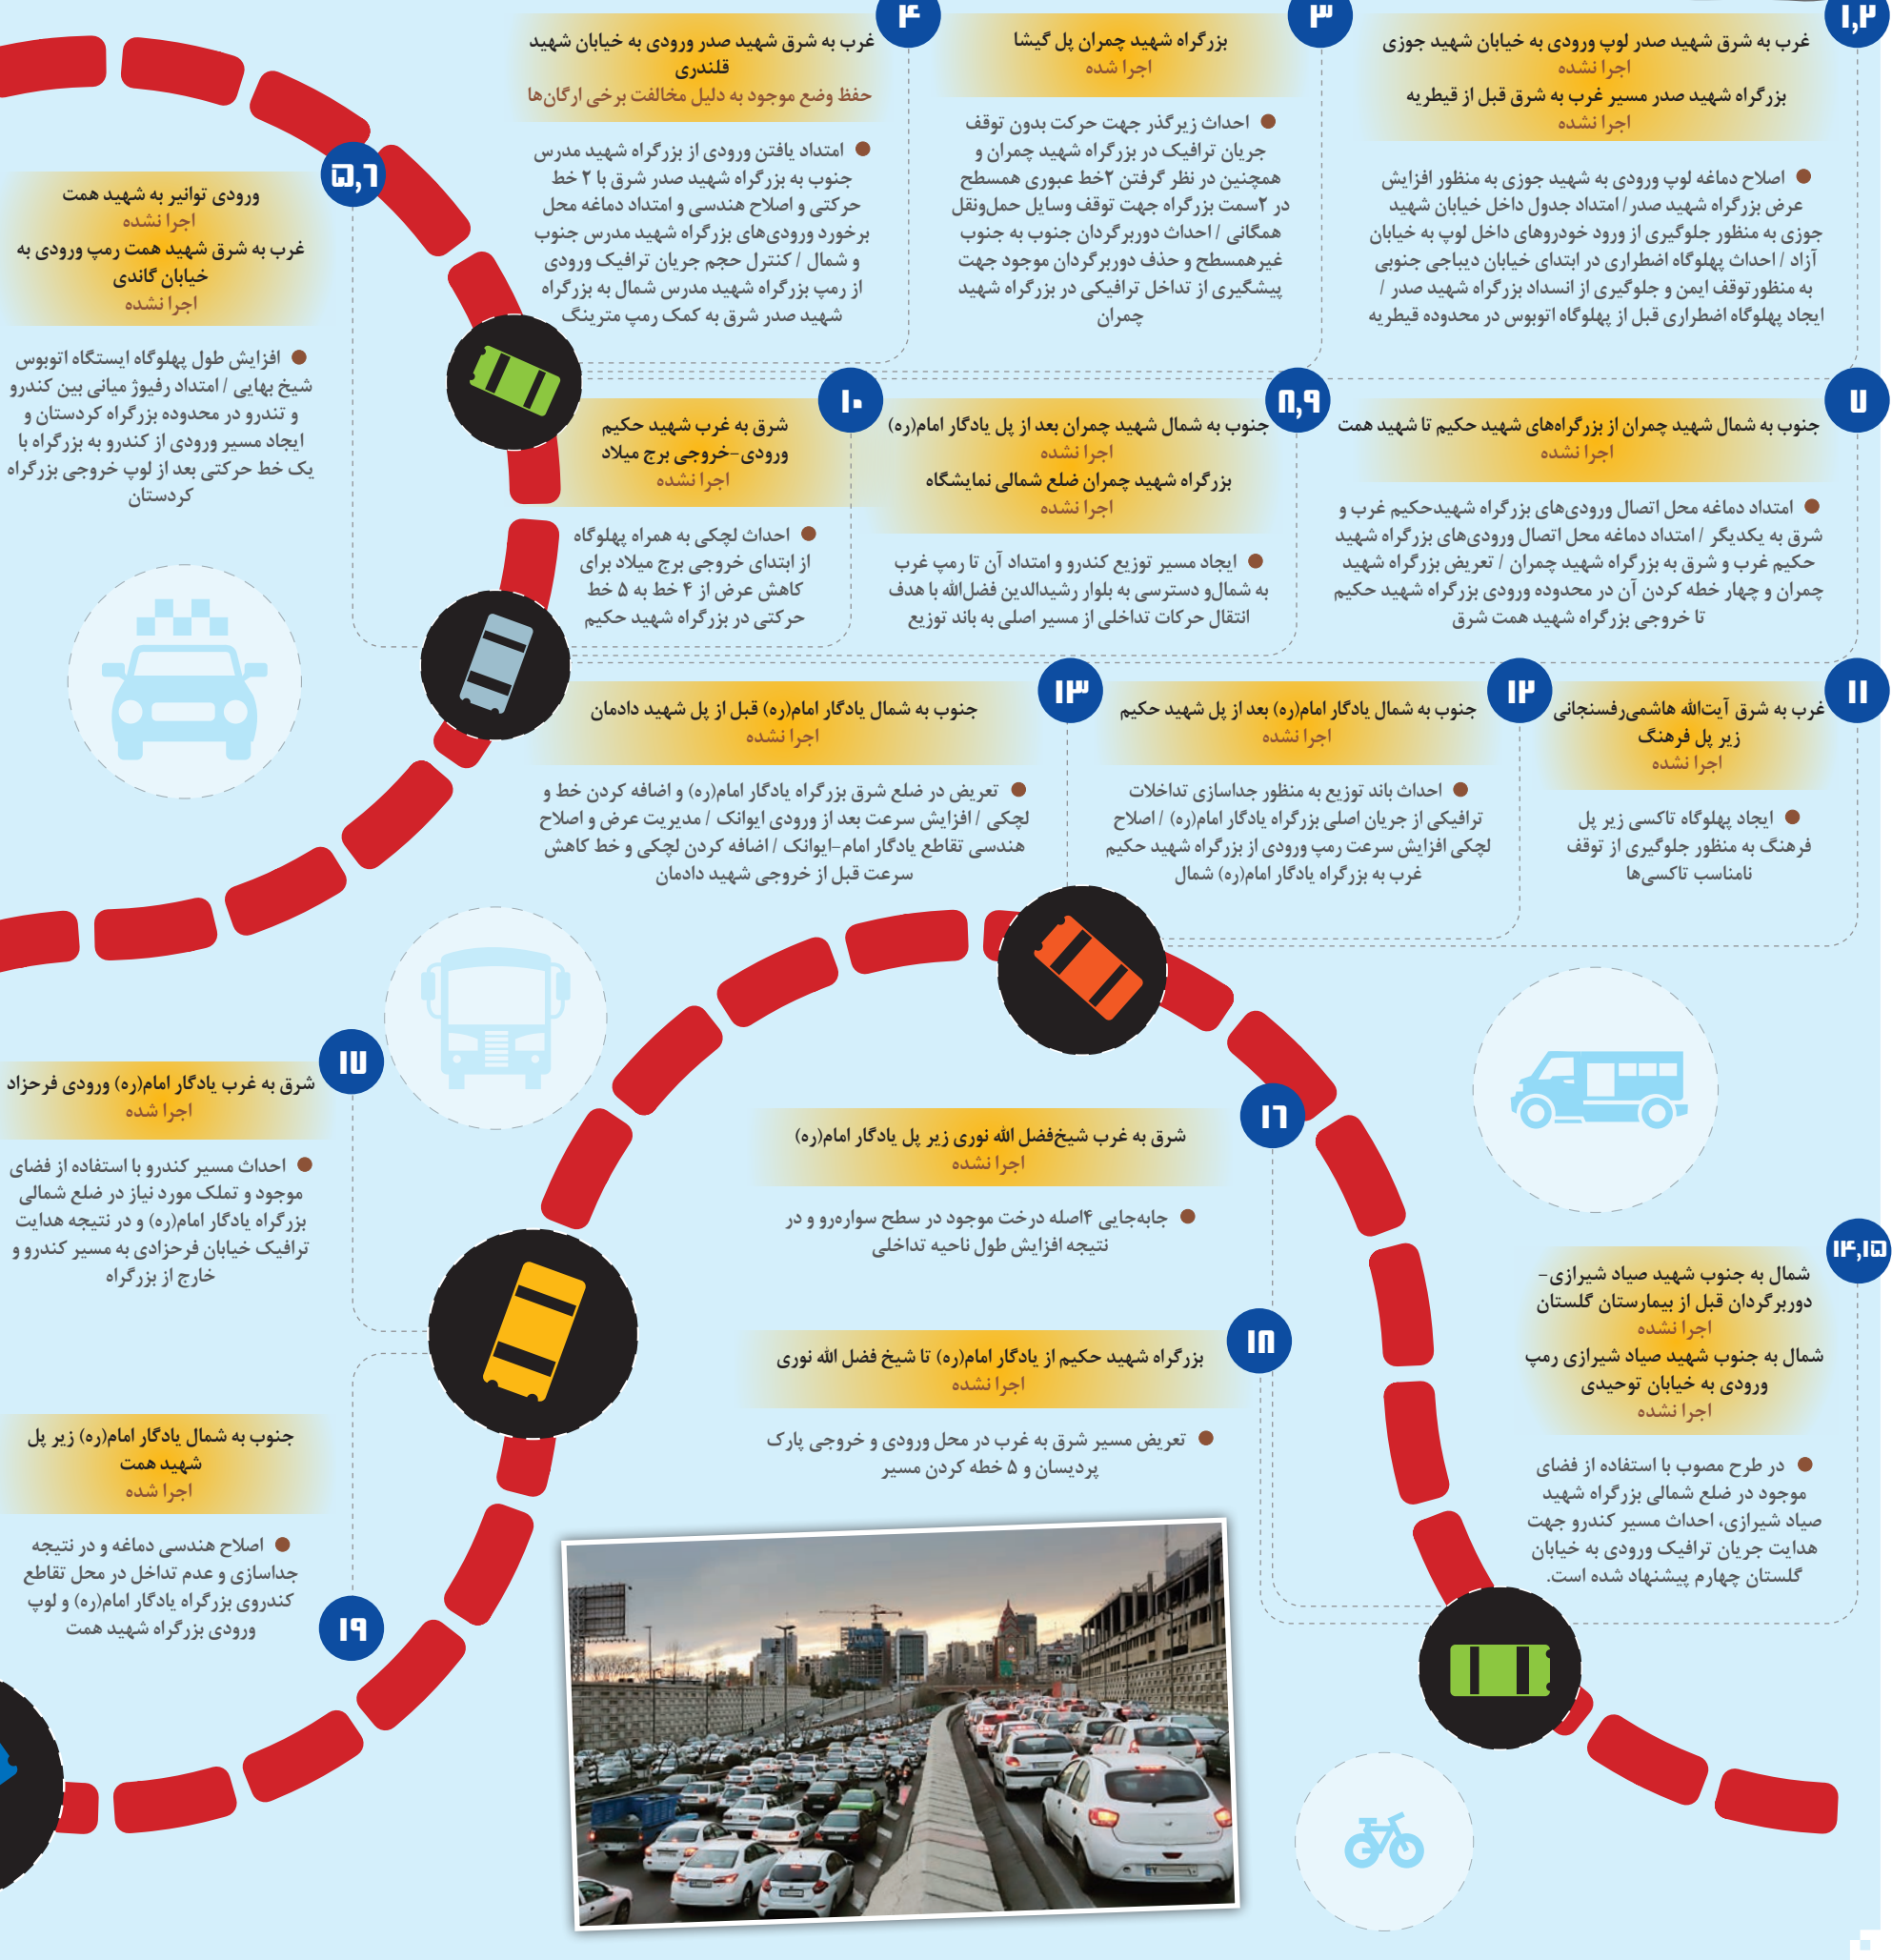 ۱,۲
غرب به شرق شهید صدر لوپ ورودی به خیابان شهید جوزی
اجرا نشده
بزرگراه شهید صدر مسیر غرب به شرق قبل از قیطریه
اجرا نشده
● اصلاح دماغه لوپ ورودی به شهید جوزی به منظور افزایش
عرض بزرگراه شهید صدر/ امتداد جدول داخل خیابان شهید
جوزی به منظور جلوگیری از ورود خودروهای داخل لوپ به خیابان
آزاد / احداث پهلوگاه اضطراری در ابتدای خیابان دیباجی جنوبی
به منظورتوقف ایمن و جلوگیری از انسداد بزرگراه شهید صدر /
ایجاد پهلوگاه اضطراری قبل از پهلوگاه اتوبوس در محدوده قیطریه
۳
بزرگراه شهید چمران پل گیشا
اجرا شده
● احداث زیرگذر جهت حرکت بدون توقف
جریان ترافیک در بزرگراه شهید چمران و
همچنین در نظر گرفتن ۲خط عبوری همسطح
در ۲سمت بزرگراه جهت توقف وسایل حمل‌ونقل
همگانی / احداث دوربرگردان جنوب به جنوب
غیرهمسطح و حذف دوربرگردان موجود جهت
پیشگیری از تداخل ترافیکی در بزرگراه شهید
چمران
۴
غرب به شرق شهید صدر ورودی به خیابان شهید
قلندری
حفظ وضع موجود به دلیل مخالفت برخی ارگان‌ها
● امتداد یافتن ورودی از بزرگراه شهید مدرس
جنوب به بزرگراه شهید صدر شرق با ۲ خط
حرکتی و اصلاح هندسی و امتداد دماغه محل
برخورد ورودی‌های بزرگراه شهید مدرس جنوب
و شمال / کنترل حجم جریان ترافیک ورودی
از رمپ بزرگراه شهید مدرس شمال به بزرگراه
شهید صدر شرق به کمک رمپ مترینگ
۵,۶
ورودی توانیر به شهید همت
اجرا نشده
غرب به شرق شهید همت رمپ ورودی به
خیابان گاندی
اجرا نشده
● افزایش طول پهلوگاه ایستگاه اتوبوس
شیخ بهایی / امتداد رفیوژ میانی بین کندرو
و تندرو در محدوده بزرگراه کردستان و
ایجاد مسیر ورودی از کندرو به بزرگراه با
یک خط حرکتی بعد از لوپ خروجی بزرگراه
کردستان
۷
جنوب به شمال شهید چمران از بزرگراه‌های شهید حکیم تا شهید همت
اجرا نشده
● امتداد دماغه محل اتصال ورودی‌های بزرگراه شهیدحکیم غرب و
شرق به یکدیگر / امتداد دماغه محل اتصال ورودی‌های بزرگراه شهید
حکیم غرب و شرق به بزرگراه شهید چمران / تعریض بزرگراه شهید
چمران و چهار خطه کردن آن در محدوده ورودی بزرگراه شهید حکیم
تا خروجی بزرگراه شهید همت شرق
۸,۹
جنوب به شمال شهید چمران بعد از پل یادگار امام(ره)
اجرا نشده
بزرگراه شهید چمران ضلع شمالی نمایشگاه
اجرا نشده
● ایجاد مسیر توزیع کندرو و امتداد آن تا رمپ غرب
به شمال‌و دسترسی به بلوار رشیدالدین فضل‌الله با هدف
انتقال حرکات تداخلی از مسیر اصلی به باند توزیع
۱۰
شرق به غرب شهید حکیم
ورودی-خروجی برج میلاد
اجرا نشده
● احداث لچکی به همراه پهلوگاه
از ابتدای خروجی برج میلاد برای
کاهش عرض از ۴ خط به ۵ خط
حرکتی در بزرگراه شهید حکیم
۱۱
غرب به شرق آیت‌الله هاشمی‌رفسنجانی
زیر پل فرهنگ
اجرا نشده
● ایجاد پهلوگاه تاکسی زیر پل
فرهنگ به منظور جلوگیری از توقف
نامناسب تاکسی‌ها
۱۲
جنوب به شمال یادگار امام(ره) بعد از پل شهید حکیم
اجرا نشده
● احداث باند توزیع به منظور جداسازی تداخلات
ترافیکی از جریان اصلی بزرگراه یادگار امام(ره) / اصلاح
لچکی افزایش سرعت رمپ ورودی از بزرگراه شهید حکیم
غرب به بزرگراه یادگار امام(ره) شمال
۱۳
جنوب به شمال یادگار امام(ره) قبل از پل شهید دادمان
اجرا نشده
● تعریض در ضلع شرق بزرگراه یادگار امام(ره) و اضافه کردن خط و
لچکی / افزایش سرعت بعد از ورودی ایوانک / مدیریت عرض و اصلاح
هندسی تقاطع یادگار امام-ایوانک / اضافه کردن لچکی و خط کاهش
سرعت قبل از خروجی شهید دادمان
۱۴,۱۵
شمال به جنوب شهید صیاد شیرازی-
دوربرگردان قبل از بیمارستان گلستان
اجرا نشده
شمال به جنوب شهید صیاد شیرازی رمپ
ورودی به خیابان توحیدی
اجرا نشده
● در طرح مصوب با استفاده از فضای
موجود در ضلع شمالی بزرگراه شهید
صیاد شیرازی، احداث مسیر کندرو جهت
هدایت جریان ترافیک ورودی به خیابان
گلستان چهارم پیشنهاد شده است.
۱۶
شرق به غرب شیخ‌فضل الله نوری زیر پل یادگار امام(ره)
اجرا نشده
● جابه‌جایی ۴اصله درخت موجود در سطح سواره‌رو و در
نتیجه افزایش طول ناحیه تداخلی
۱۷
شرق به غرب یادگار امام(ره) ورودی فرحزاد
اجرا شده
● احداث مسیر کندرو با استفاده از فضای
موجود و تملک مورد نیاز در ضلع شمالی
بزرگراه یادگار امام(ره) و در نتیجه هدایت
ترافیک خیابان فرحزادی به مسیر کندرو و
خارج از بزرگراه
۱۸
بزرگراه شهید حکیم از یادگار امام(ره) تا شیخ فضل الله نوری
اجرا نشده
● تعریض مسیر شرق به غرب در محل ورودی و خروجی پارک
پردیسان و ۵ خطه کردن مسیر
۱۹
جنوب به شمال یادگار امام(ره) زیر پل
شهید همت
اجرا شده
● اصلاح هندسی دماغه و در نتیجه
جداسازی و عدم تداخل در محل تقاطع
کندروی بزرگراه یادگار امام(ره) و لوپ
ورودی بزرگراه شهید همت